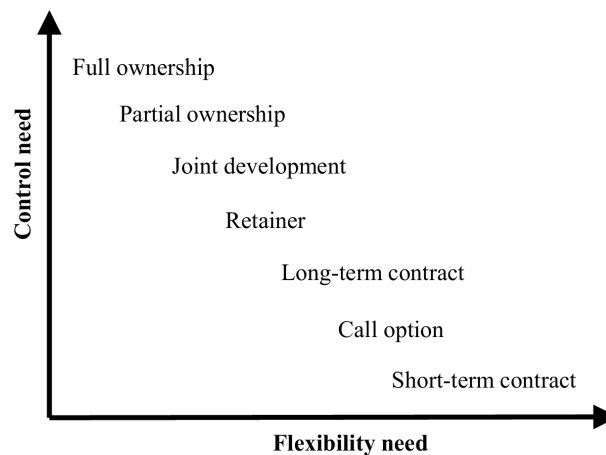 Control need
Full ownership
Partial ownership
Joint development
Retainer
Long-term contract
Call option
Short-term contract
Flexibility need